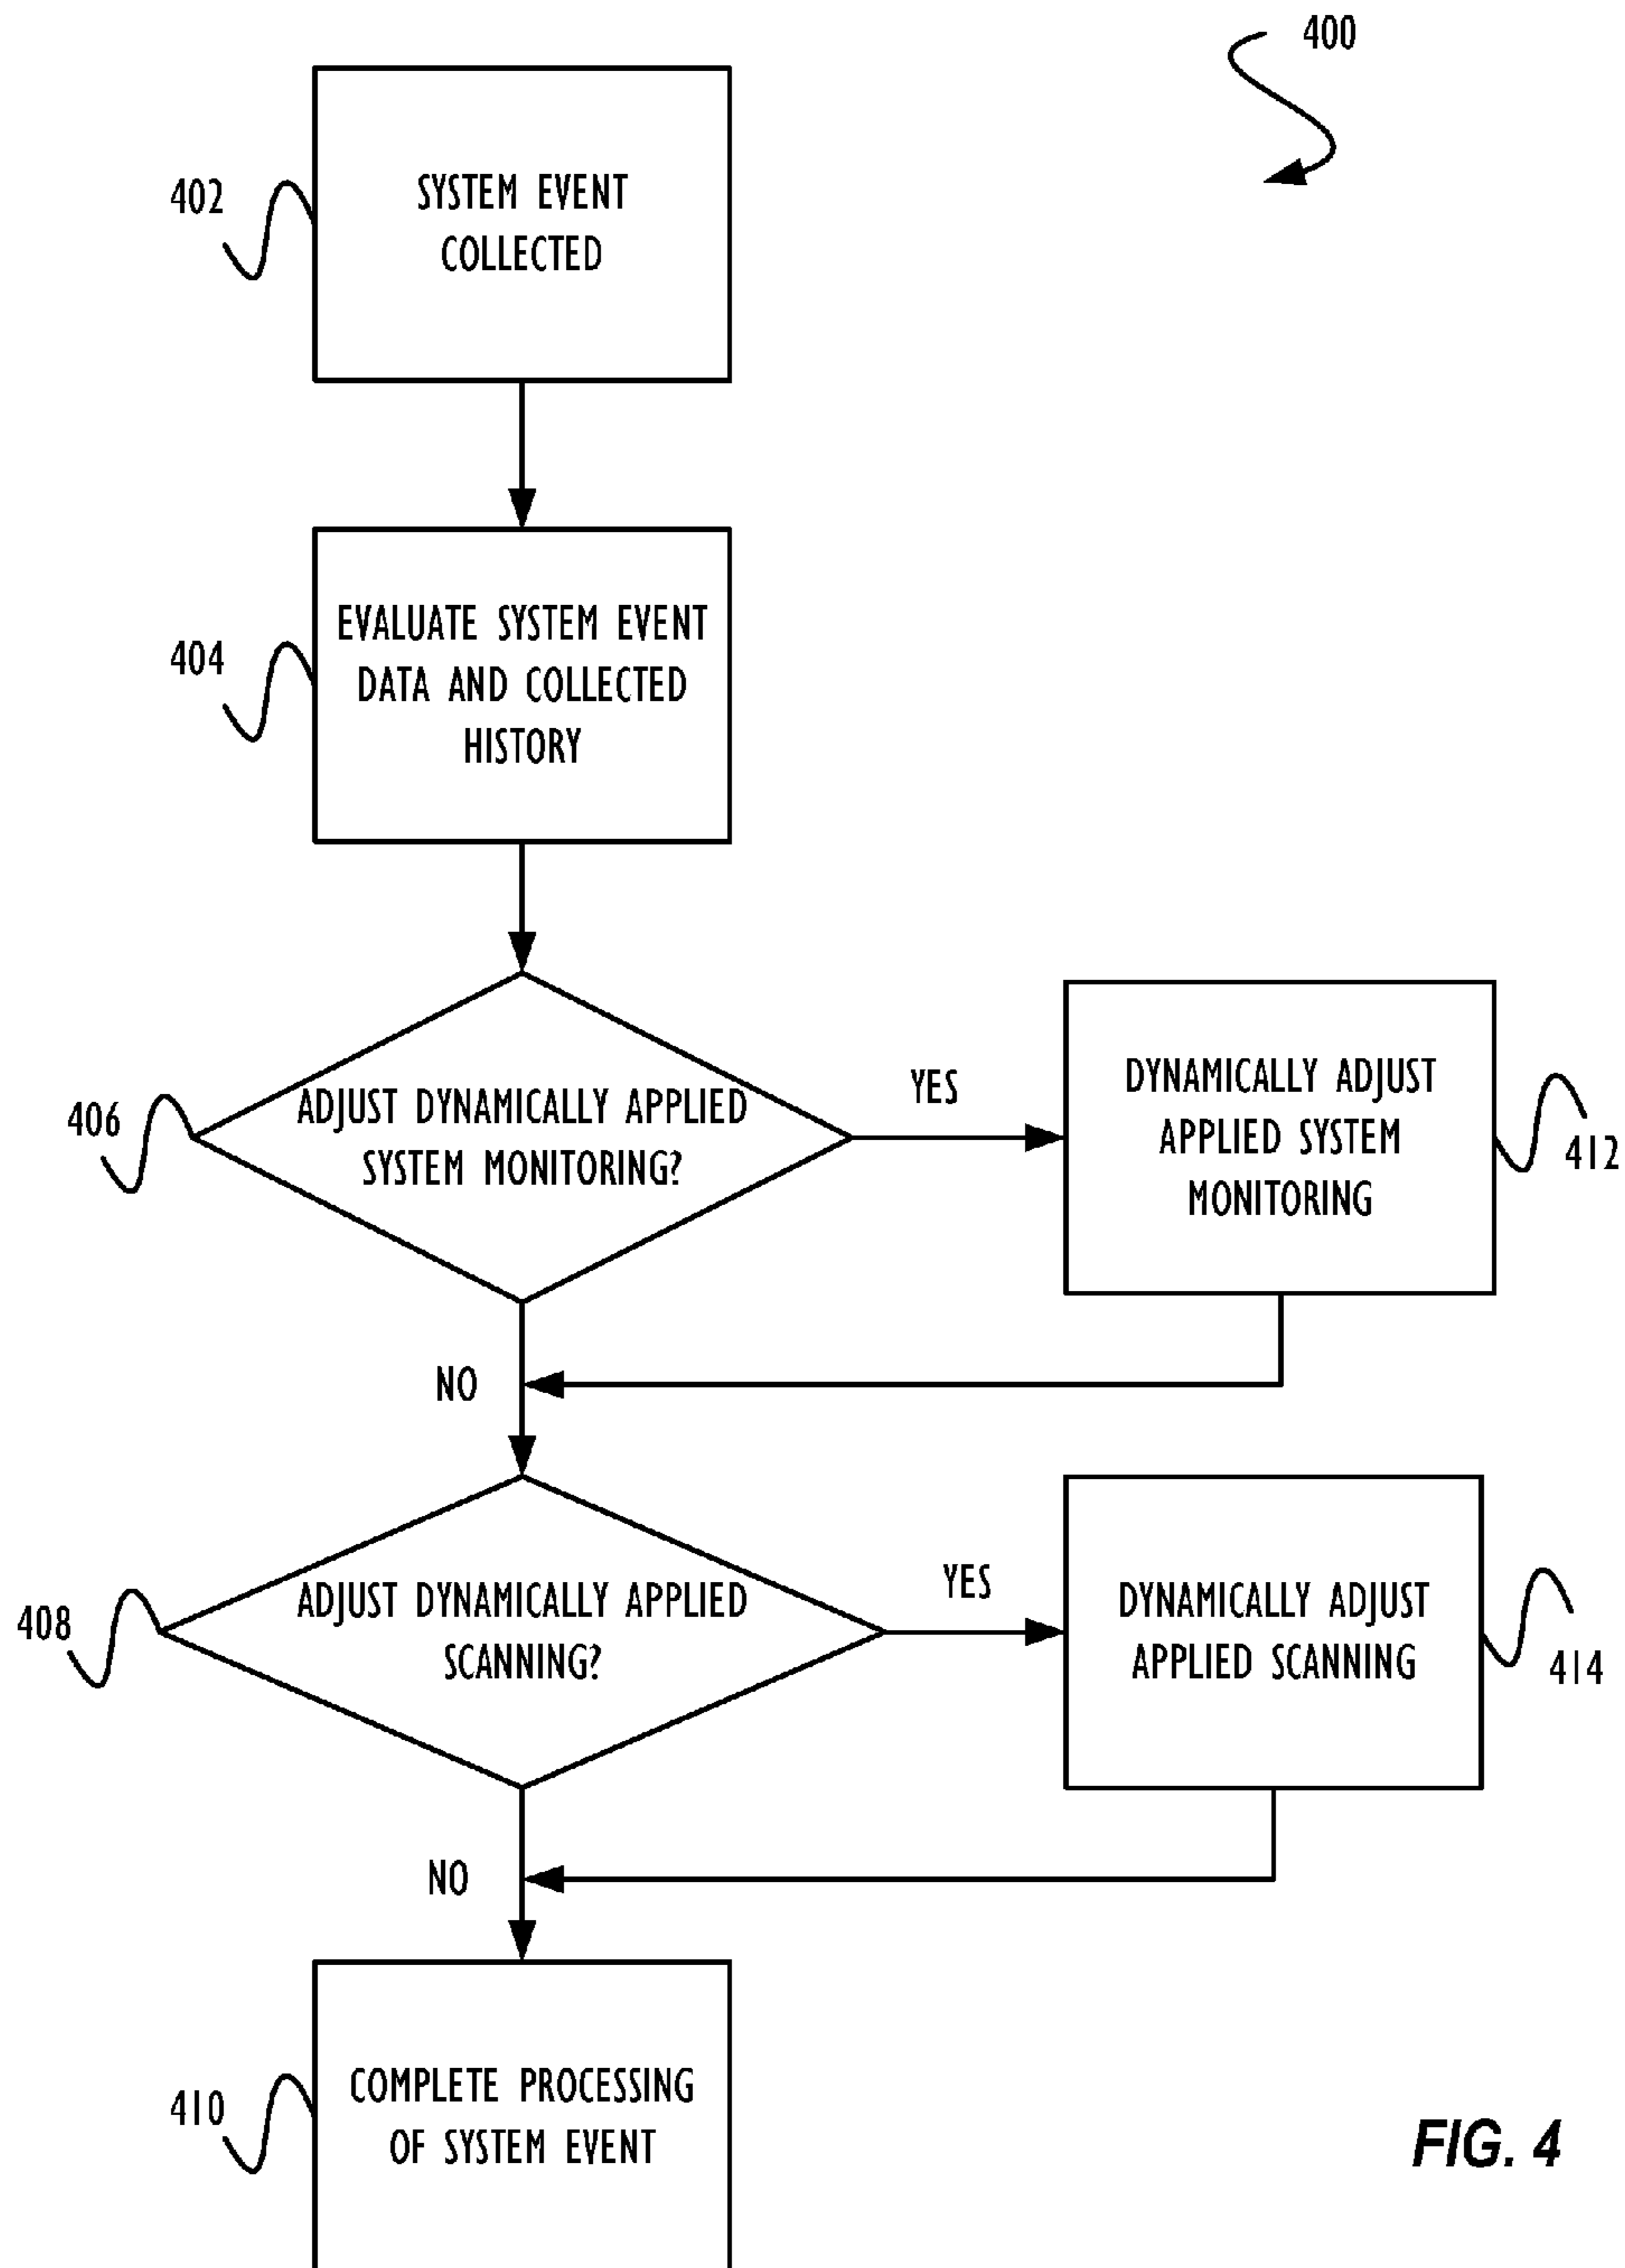 400
402
SYSTEM EVENT
COLLECTED
404
EVALUATE SYSTEM EVENT
DATA AND COLLECTED
HISTORY
406
ADJUST DYNAMICALLY APPLIED
SYSTEM MONITORING?
YES
DYNAMICALLY ADJUST
APPLIED SYSTEM
MONITORING
412
NO
408
ADJUST DYNAMICALLY APPLIED
SCANNING?
YES
DYNAMICALLY ADJUST
APPLIED SCANNING
414
NO
410
COMPLETE PROCESSING
OF SYSTEM EVENT
FIG. 4